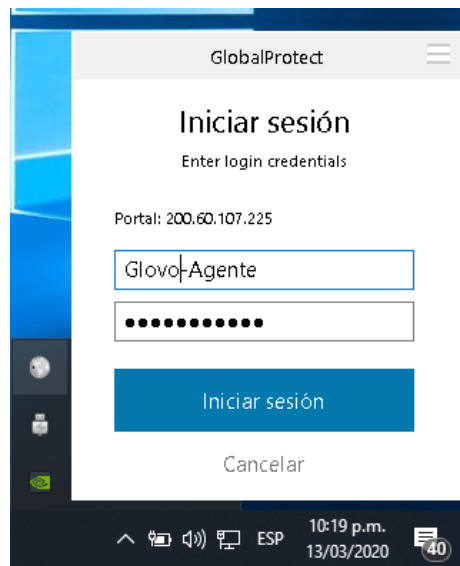 GlobalProtect
Iniciar sesión
Enter login credentials
Portal: 200.60.107.225
Glovo-Agente
●●●●●●●●●●●
Iniciar sesión
Cancelar
ESP
10:19 p.m.
13/03/2020
40